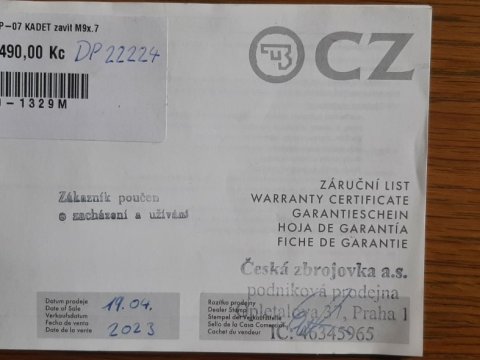 P-07 KADET zavit M9x.7
490,00 Kc DP 22224
- 1329M
CZ
ZÁRUČNÍ LIST
WARRANTY CERTIFICATE
GARANTIESCHEIN
HOJA DE GARANTÍA
FICHE DE GARANTIE
Zákazník poučen
o zacházení a užívání
Česká zbrojovka a.s.
podniková prodejna
Opletalova 37, Praha 1
IČ: 46345965
Datum prodeje
Date of Sale
Verkaufsdatum
Fecha de venta
Date de la vente
19.04.
2023
Razítko prodejny
Dealer Stamp
Stempel der Verkaufsstelle
Sello de la Casa Comercial
Cachet du vendeur